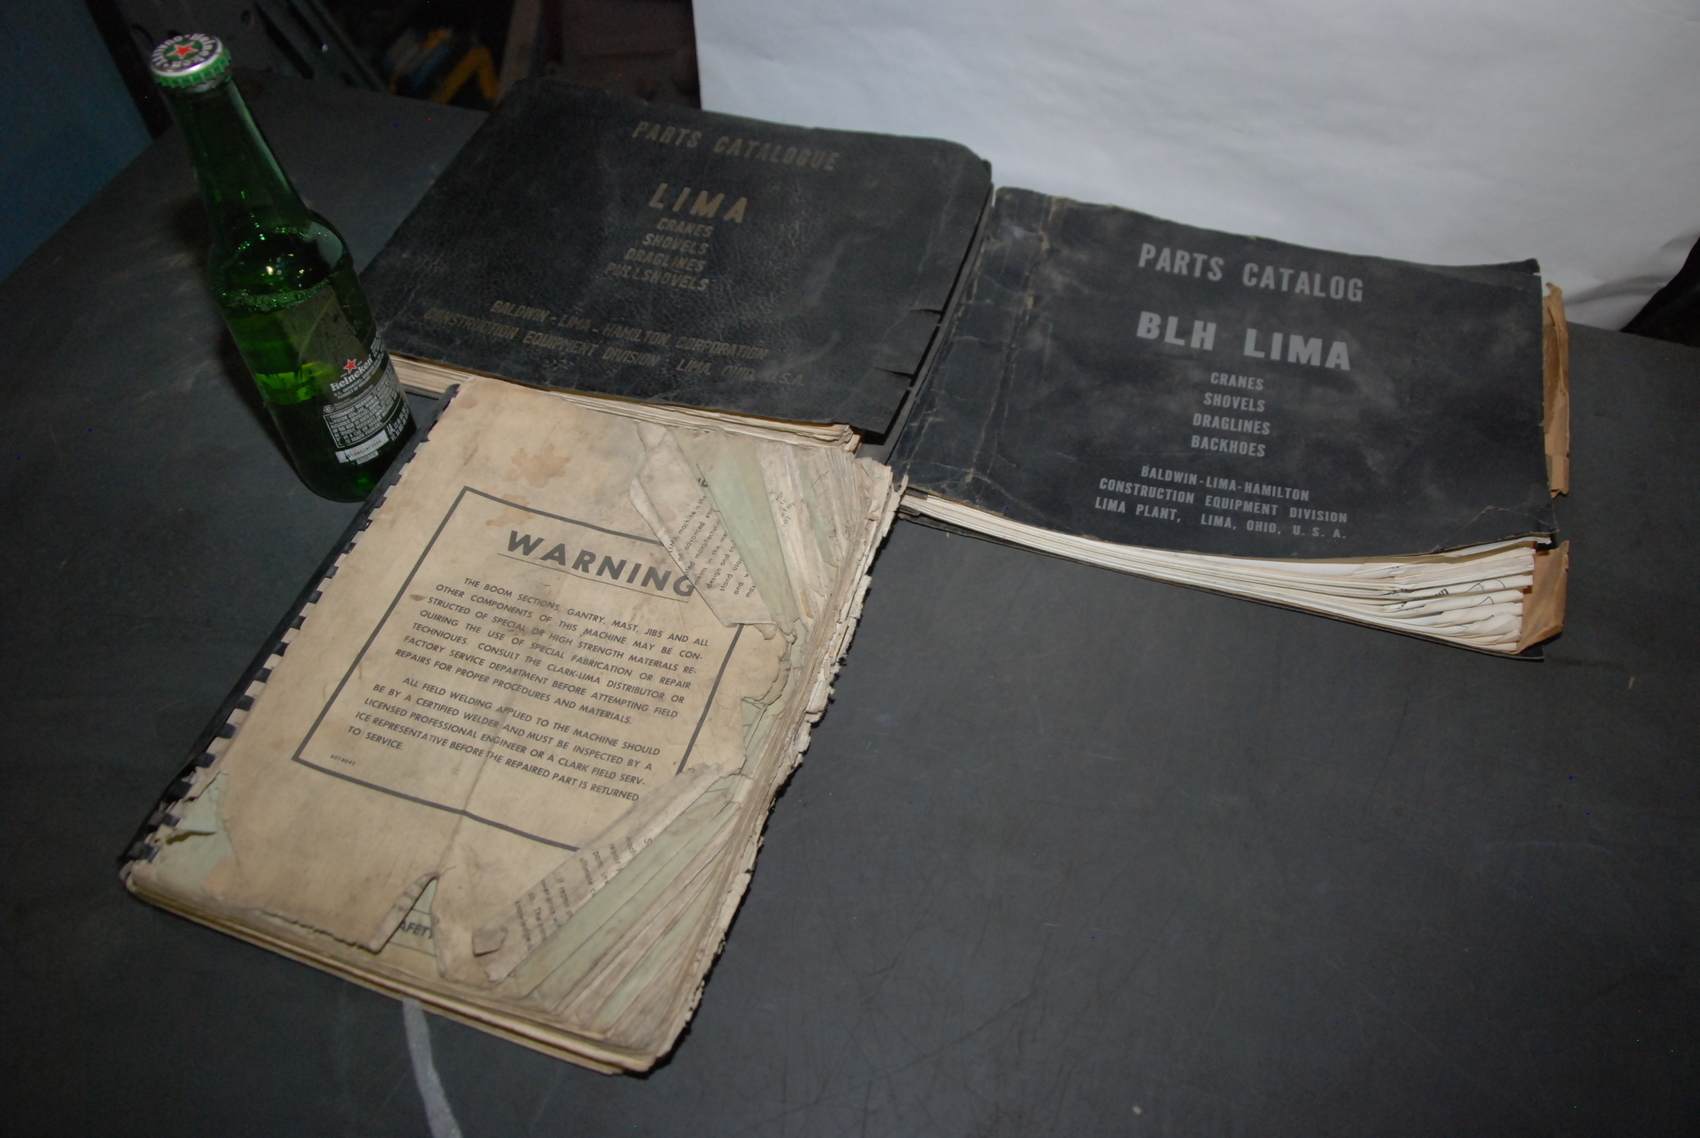 Heineken
PARTS CATALOGUE
LIMA
CRANES
SHOVELS
DRAGLINES
PULLSHOVELS
BALDWIN - LIMA - HAMILTON CORPORATION
CONSTRUCTION EQUIPMENT DIVISION - LIMA, OHIO, U.S.A.
PARTS CATALOG
BLH LIMA
CRANES
SHOVELS
DRAGLINES
BACKHOES
BALDWIN-LIMA-HAMILTON
CONSTRUCTION EQUIPMENT DIVISION
LIMA PLANT, LIMA, OHIO, U. S. A.
Heineken
WARNING
THE BOOM SECTIONS, GANTRY, MAST, JIBS AND ALL
OTHER COMPONENTS OF THIS MACHINE MAY BE CON-
STRUCTED OF SPECIAL OR HIGH STRENGTH MATERIALS RE-
QUIRING THE USE OF SPECIAL FABRICATION OR REPAIR
TECHNIQUES. CONSULT THE CLARK-LIMA DISTRIBUTOR OR
FACTORY SERVICE DEPARTMENT BEFORE ATTEMPTING FIELD
REPAIRS FOR PROPER PROCEDURES AND MATERIALS.
ALL FIELD WELDING APPLIED TO THE MACHINE SHOULD
BE BY A CERTIFIED WELDER AND MUST BE INSPECTED BY A
LICENSED PROFESSIONAL ENGINEER OR A CLARK FIELD SERV-
ICE REPRESENTATIVE BEFORE THE REPAIRED PART IS RETURNED
TO SERVICE.
AFETY